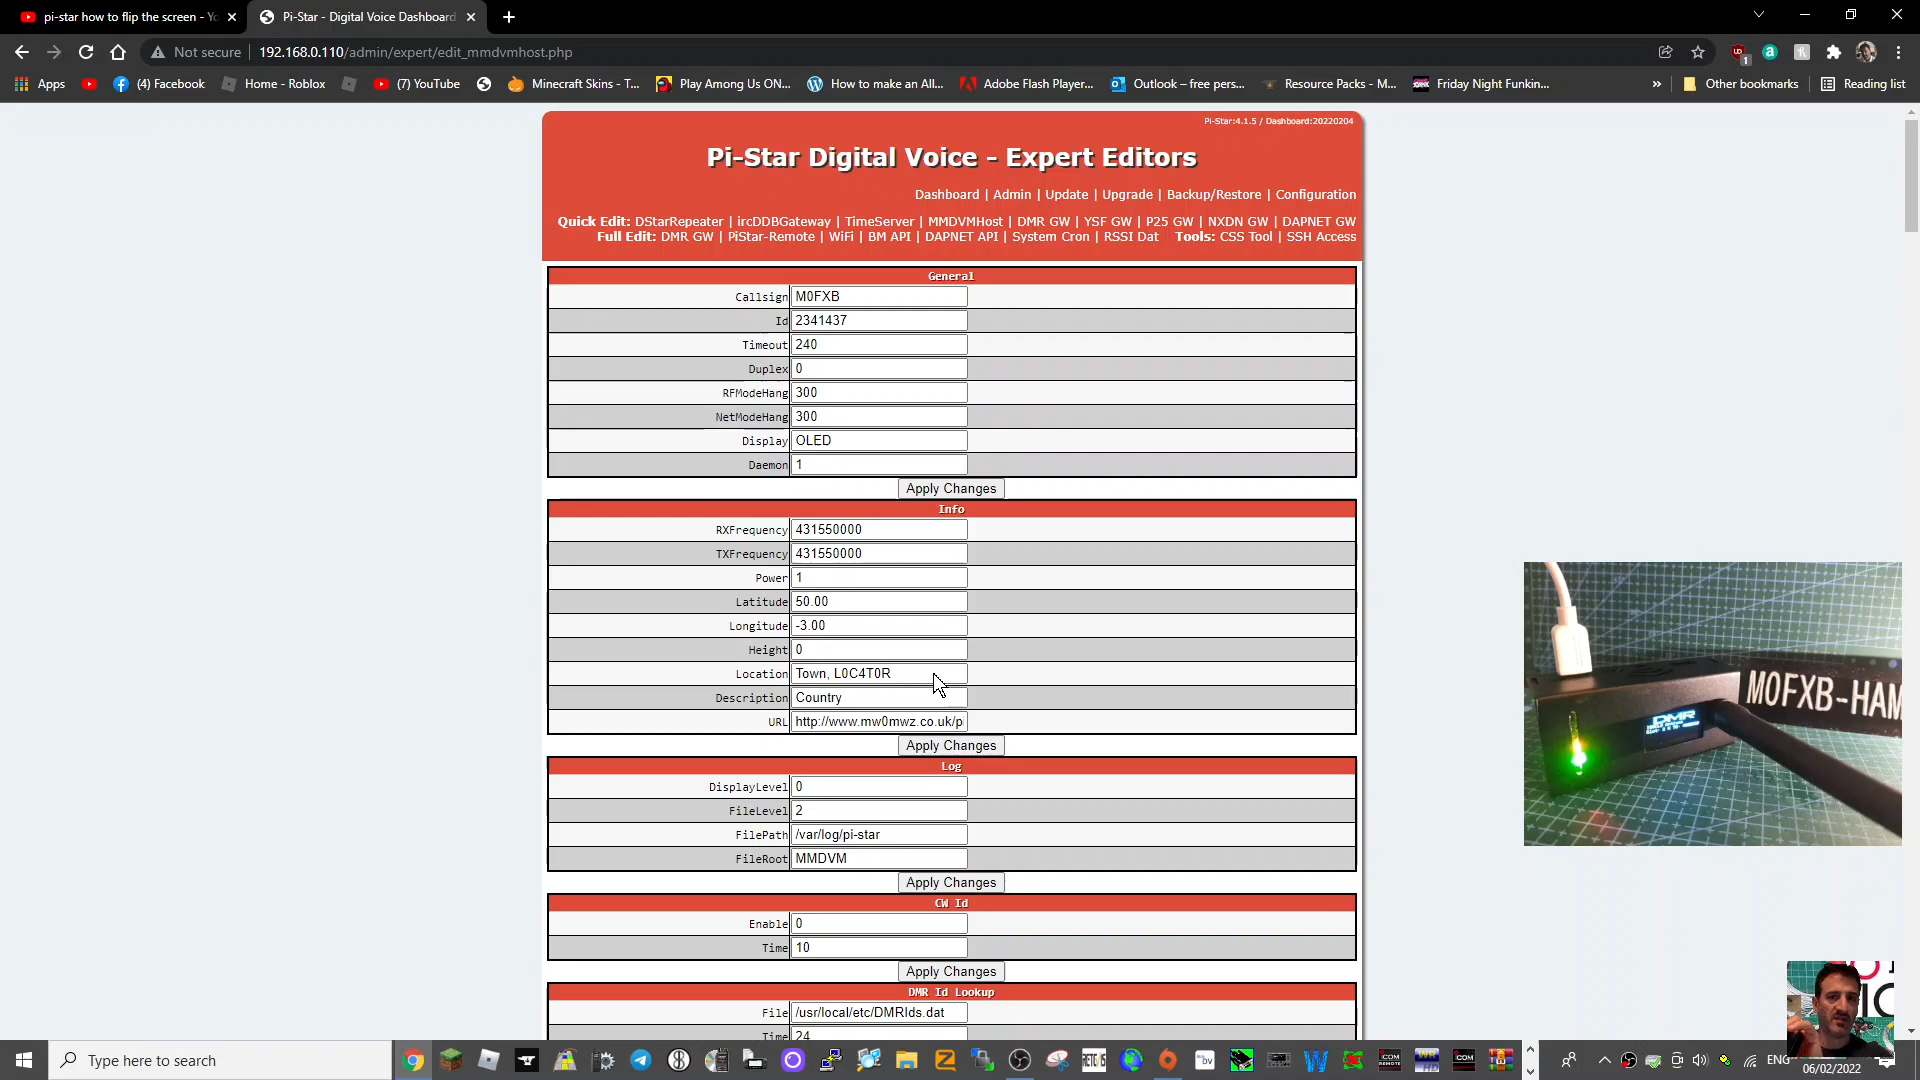 pi-star how to flip the screen - Yo
Pi-Star - Digital Voice Dashboard
Not secure
192.168.0.110/admin/expert/edit_mmdvmhost.php
Apps
(4) Facebook
Home - Roblox
(7) YouTube
Minecraft Skins - T...
Play Among Us ON...
How to make an All...
Adobe Flash Player...
Outlook – free pers...
Resource Packs - M...
Friday Night Funkin...
Other bookmarks
Reading list
Pi-Star:4.1.5 / Dashboard:20220204
Pi-Star Digital Voice - Expert Editors
Dashboard | Admin | Update | Upgrade | Backup/Restore | Configuration
Quick Edit: DStarRepeater | ircDDBGateway | TimeServer | MMDVMHost | DMR GW | YSF GW | P25 GW | NXDN GW | DAPNET GW
Full Edit: DMR GW | PiStar-Remote | WiFi | BM API | DAPNET API | System Cron | RSSI Dat Tools: CSS Tool | SSH Access
General
Callsign M0FXB
Id 2341437
Timeout 240
Duplex 0
RFModeHang 300
NetModeHang 300
Display OLED
Daemon 1
Apply Changes
Info
RXFrequency 431550000
TXFrequency 431550000
Power 1
Latitude 50.00
Longitude -3.00
Height 0
Location Town, L0C4T0R
Description Country
URL http://www.mw0mwz.co.uk/p
Apply Changes
Log
DisplayLevel 0
FileLevel 2
FilePath /var/log/pi-star
FileRoot MMDVM
Apply Changes
CW Id
Enable 0
Time 10
Apply Changes
DMR Id Lookup
File /usr/local/etc/DMRIds.dat
Time 24
M0FXB-HAM
DMR
Type here to search
ENG
06/02/2022